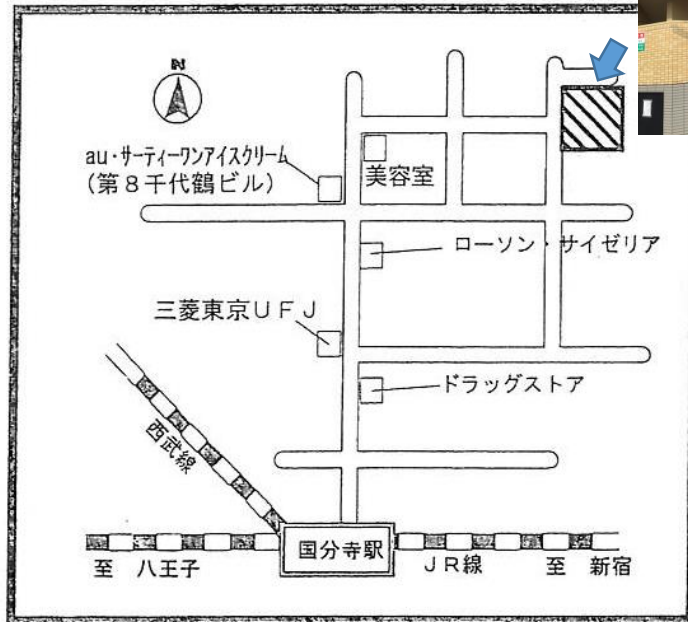 N
au・サーティーワンアイスクリーム
(第8千代鶴ビル)
美容室
ローソン・サイゼリア
三菱東京UFJ
ドラッグストア
西武線
国分寺駅
至 八王子
JR線
至 新宿